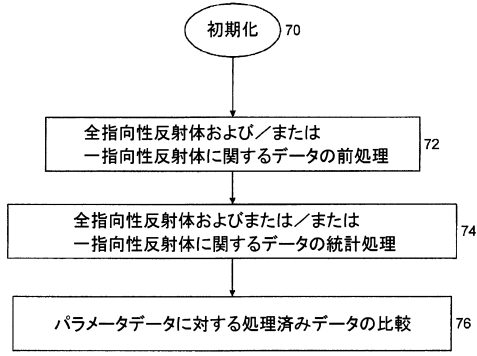 初期化
70
全指向性反射体および／または
一指向性反射体に関するデータの前処理
72
全指向性反射体およびまたは／または
一指向性反射体に関するデータの統計処理
74
パラメータデータに対する処理済みデータの比較
76